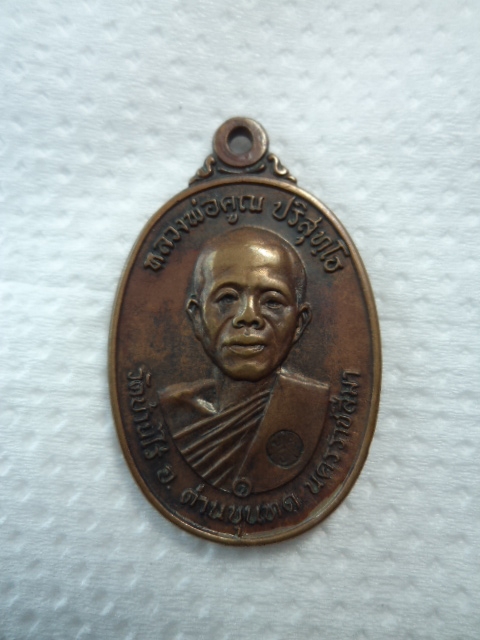 หลวงพ่อคูณ ปริสุทฺโธ
วัดบ้านไร่ อ. ด่านขุนทด นครราชสีมา
๑